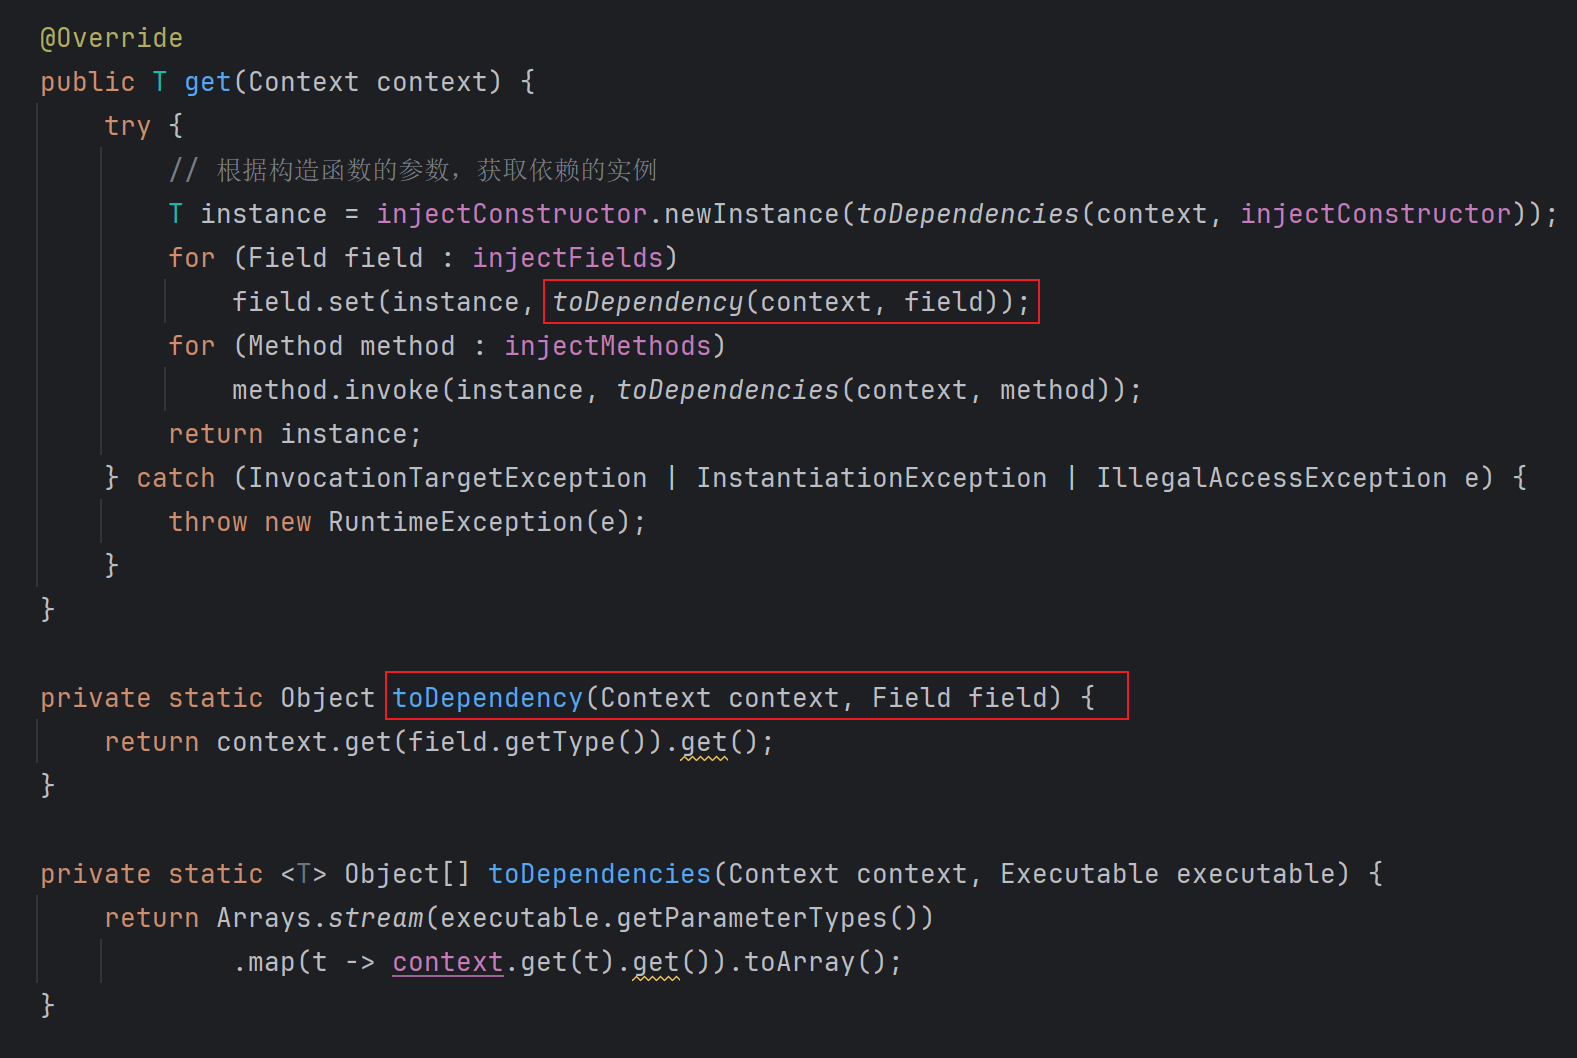 @Override
public T get(Context context) {
try {
// 根据构造函数的参数，获取依赖的实例
T instance = injectConstructor.newInstance(toDependencies(context, injectConstructor));
for (Field field : injectFields)
field.set(instance, toDependency(context, field));
for (Method method : injectMethods)
method.invoke(instance, toDependencies(context, method));
return instance;
} catch (InvocationTargetException | InstantiationException | IllegalAccessException e) {
throw new RuntimeException(e);
}
}
private static Object toDependency(Context context, Field field) {
return context.get(field.getType()).get();
}
private static <T> Object[] toDependencies(Context context, Executable executable) {
return Arrays.stream(executable.getParameterTypes())
.map(t -> context.get(t).get()).toArray();
}